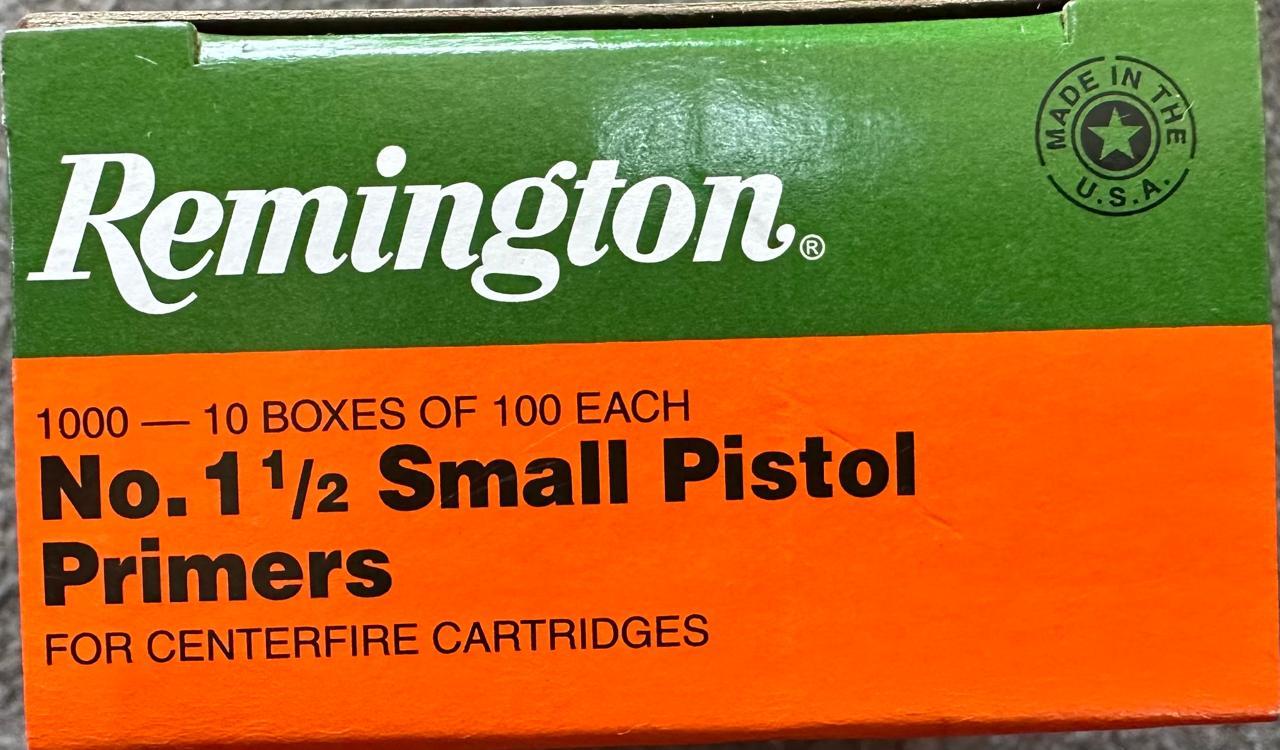 MADE IN THE
U.S.A.
Remington®
1000 — 10 BOXES OF 100 EACH
No. 1 1/2 Small Pistol
Primers
FOR CENTERFIRE CARTRIDGES